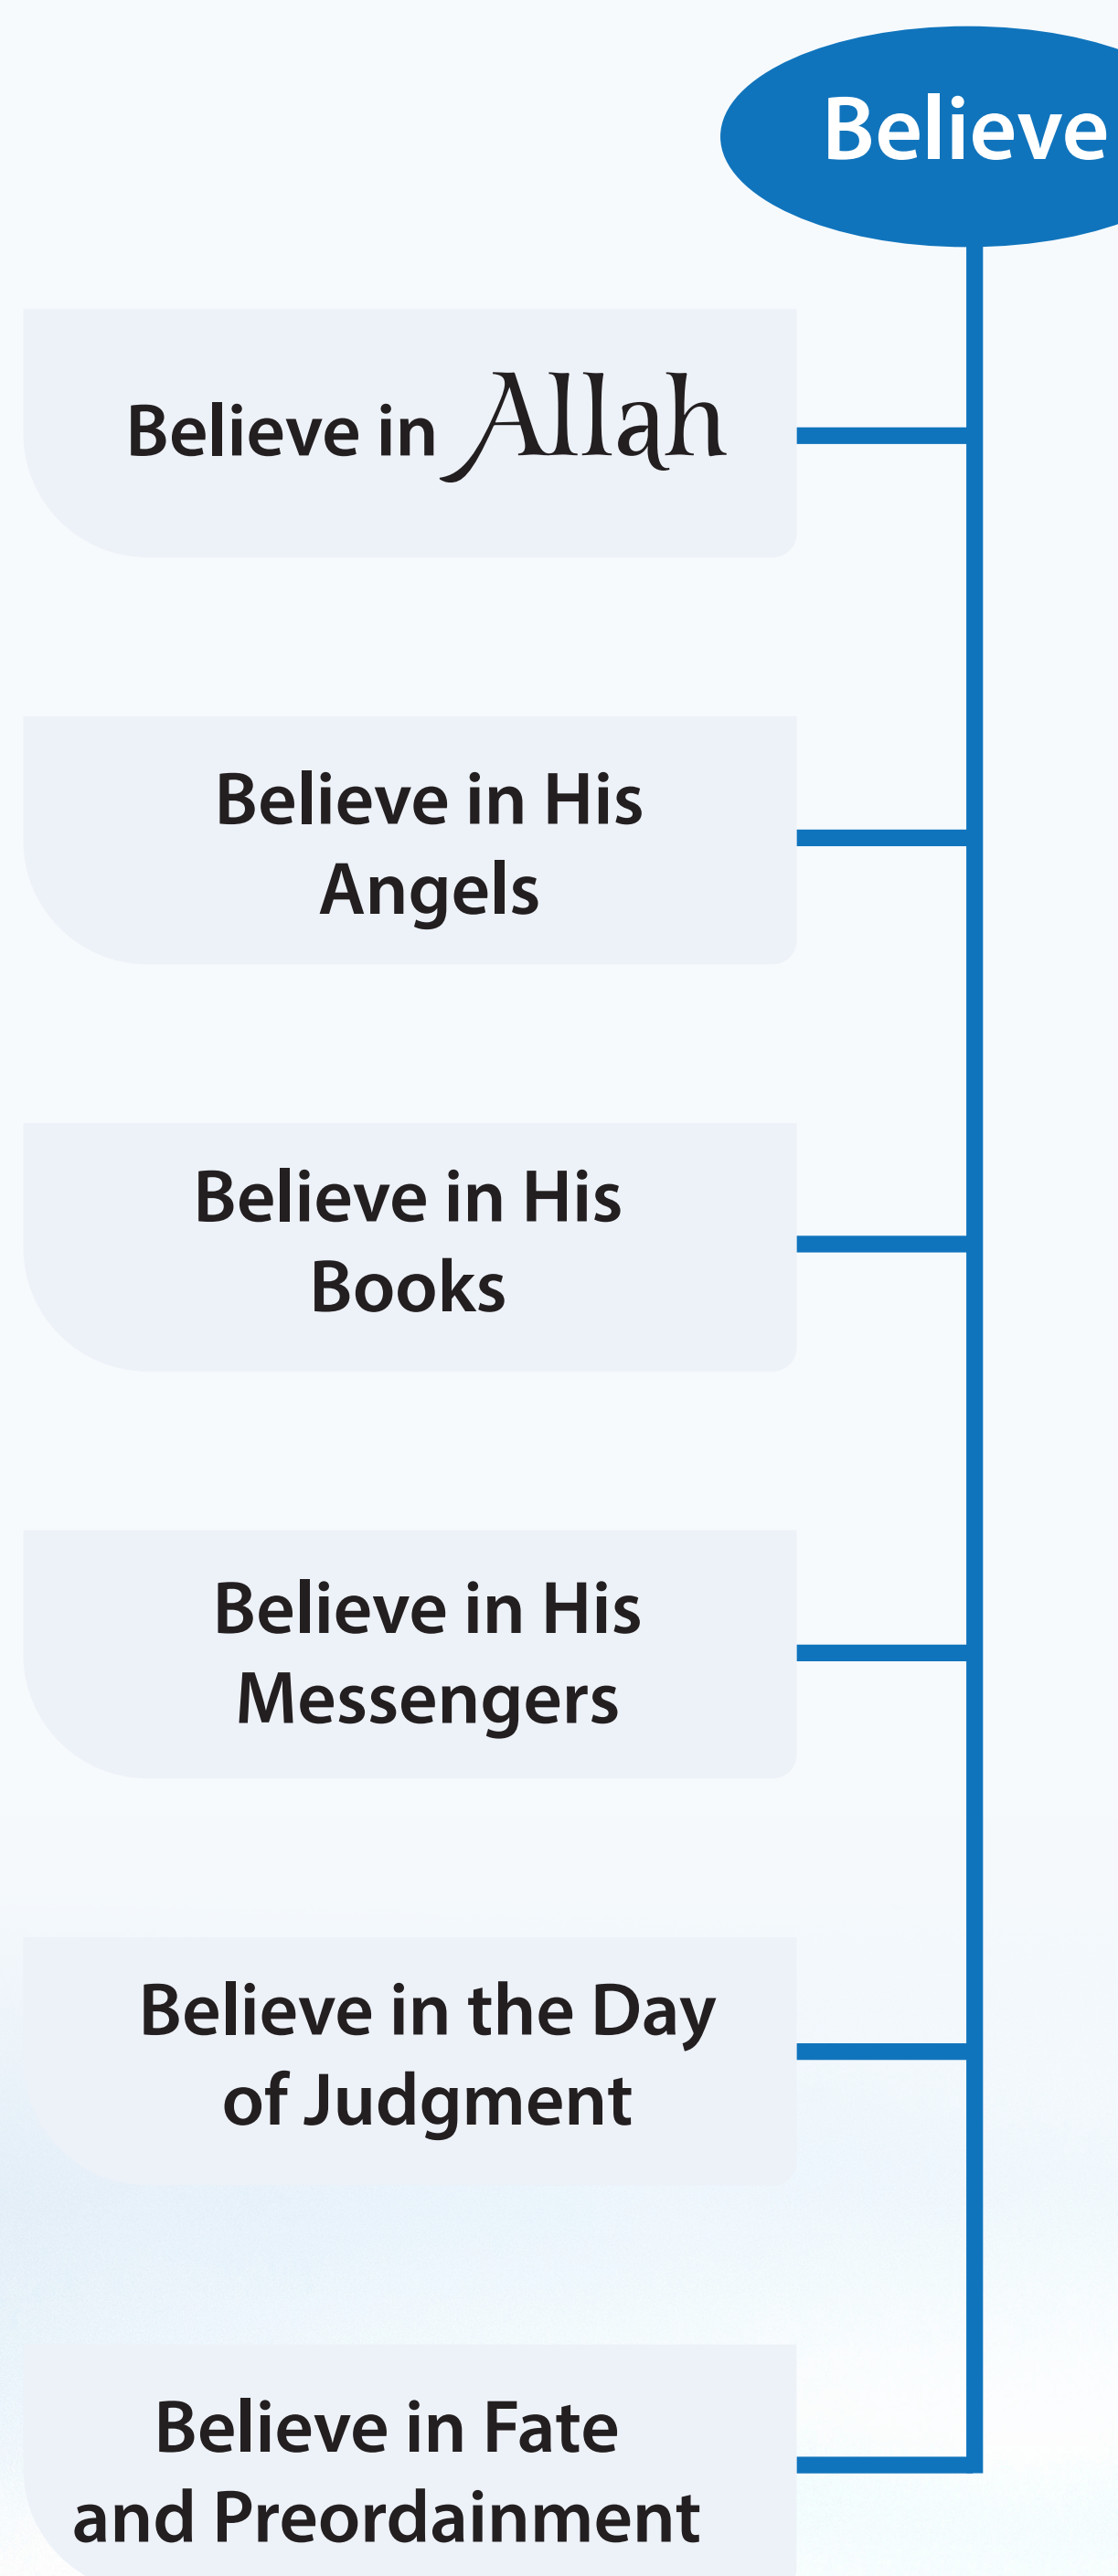 Believe
Believe in Allah
Believe in His
Angels
Believe in His
Books
Believe in His
Messengers
Believe in the Day
of Judgment
Believe in Fate
and Preordainment